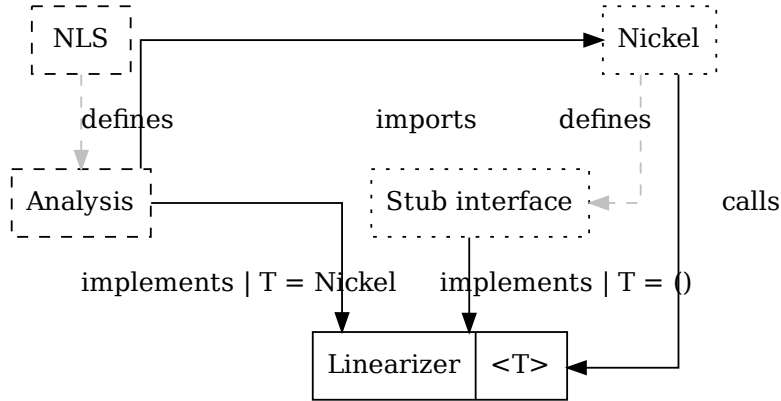 NLS
Nickel
defines
imports
defines
Analysis
Stub interface
calls
implements | T = Nickel
implements | T = ()
Linearizer
<T>